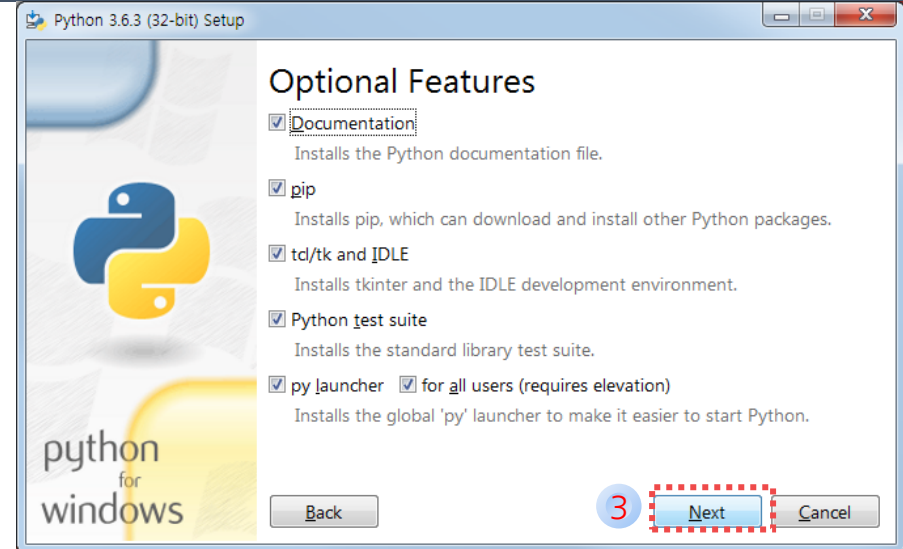 Python 3.6.3 (32-bit) Setup
Optional Features
Documentation
Installs the Python documentation file.
pip
Installs pip, which can download and install other Python packages.
tcl/tk and IDLE
Installs tkinter and the IDLE development environment.
Python test suite
Installs the standard library test suite.
py launcher for all users (requires elevation)
Installs the global 'py' launcher to make it easier to start Python.
python
for
windows
Back 3 Next Cancel